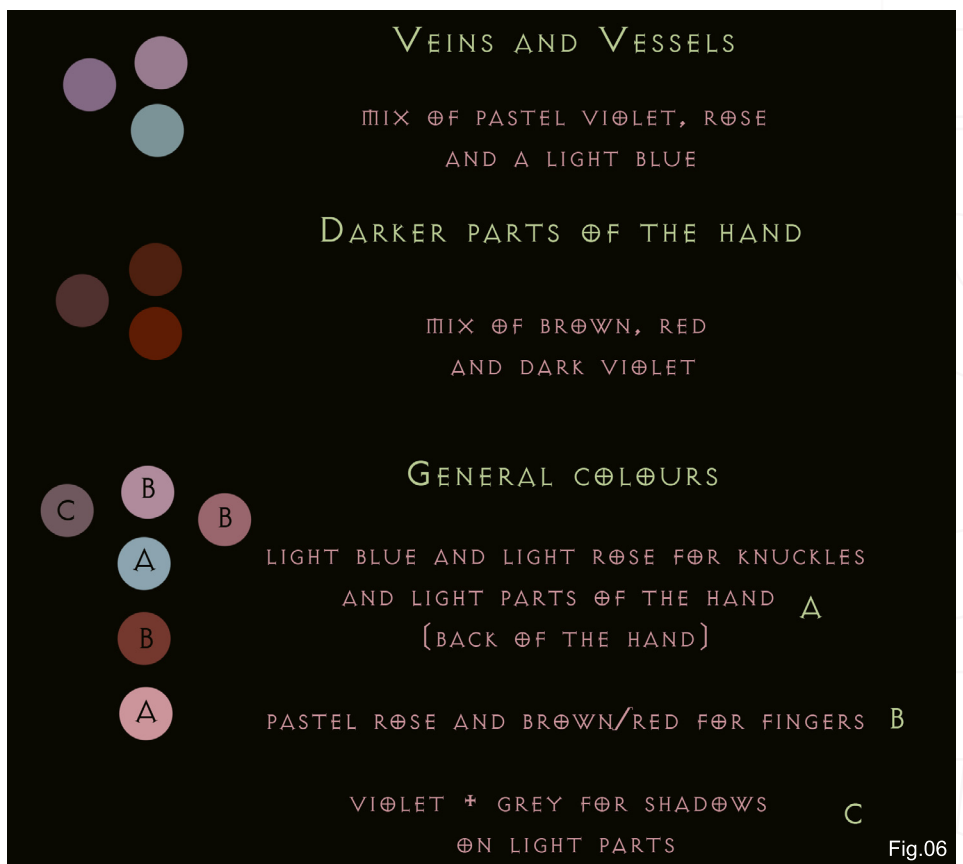 Veins and Vessels
mix of pastel violet, rose
and a light blue
Darker parts of the hand
mix of brown, red
and dark violet
General colours
C
B
B
A
B
A
light blue and light rose for knuckles
and light parts of the hand
A
(back of the hand)
pastel rose and brown/red for fingers B
violet + grey for shadows
C
on light parts
Fig.06